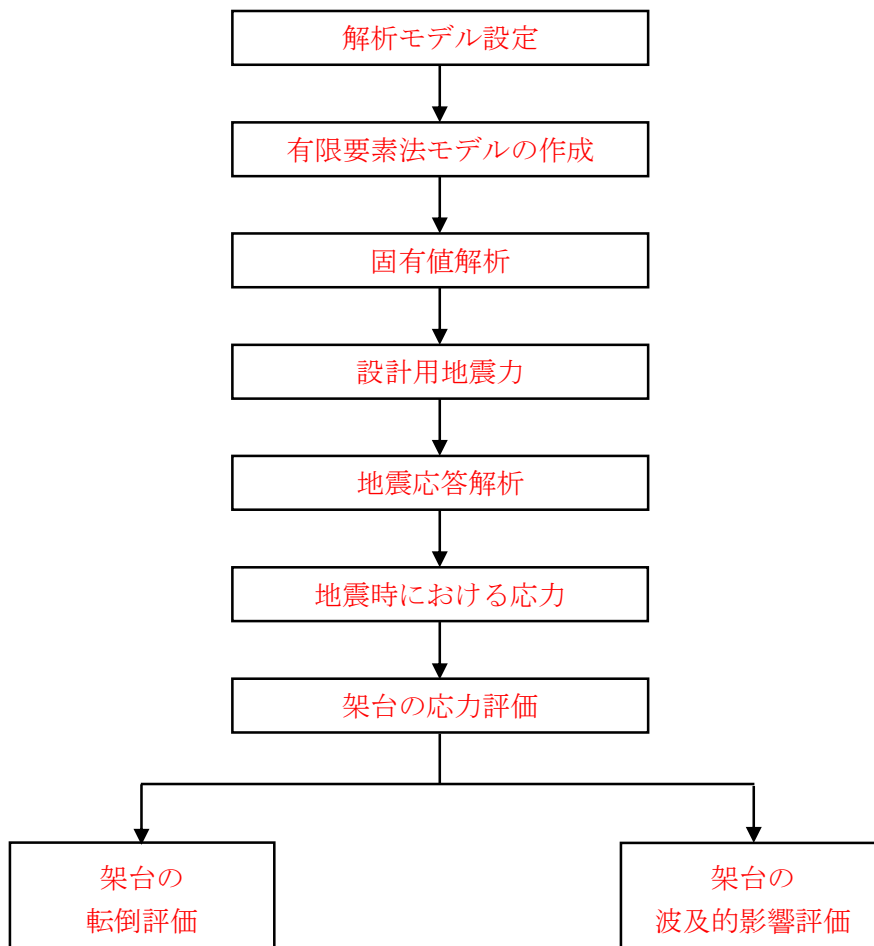 解析モデル設定
有限要素法モデルの作成
固有値解析
設計用地震力
地震応答解析
地震時における応力
架台の応力評価
架台の
転倒評価
架台の
波及的影響評価